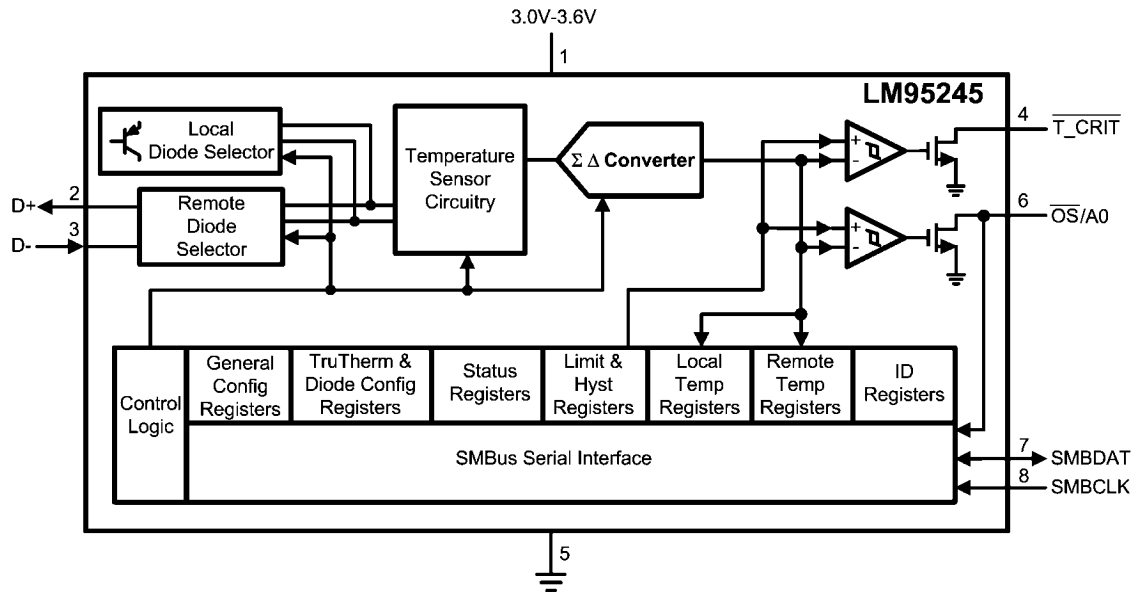 3.0V-3.6V
1
LM95245
Local
Diode Selector
Temperature
Sensor
Circuitry
Σ Δ Converter
+
-
4
T_CRIT
D+
2
Remote
Diode
Selector
D-
3
+
-
6
OS/A0
Control
Logic
General
Config
Registers
TruTherm &
Diode Config
Registers
Status
Registers
Limit &
Hyst
Registers
Local
Temp
Registers
Remote
Temp
Registers
ID
Registers
SMBus Serial Interface
7
SMBDAT
8
SMBCLK
5